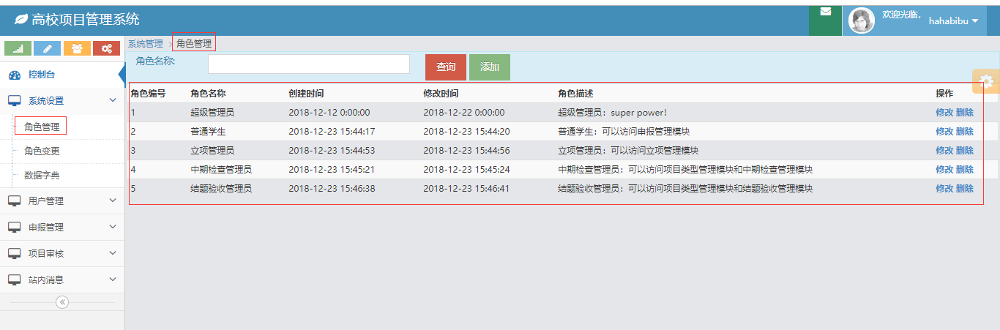 高校项目管理系统
欢迎光临,
hahabibu
系统管理 角色管理
角色名称:
查询 添加
控制台
系统设置
角色管理
角色变更
数据字典
用户管理
申报管理
项目审核
站内消息
角色编号 角色名称 创建时间 修改时间 角色描述 操作
1 超级管理员 2018-12-12 0:00:00 2018-12-22 0:00:00 超级管理员：super power! 修改 删除
2 普通学生 2018-12-23 15:44:17 2018-12-23 15:44:20 普通学生：可以访问申报管理模块 修改 删除
3 立项管理员 2018-12-23 15:44:53 2018-12-23 15:44:56 立项管理员：可以访问立项管理模块 修改 删除
4 中期检查管理员 2018-12-23 15:45:21 2018-12-23 15:45:24 中期检查管理员：可以访问项目类型管理模块和中期检查管理模块 修改 删除
5 结题验收管理员 2018-12-23 15:46:38 2018-12-23 15:46:41 结题验收管理员：可以访问项目类型管理模块和结题验收管理模块 修改 删除